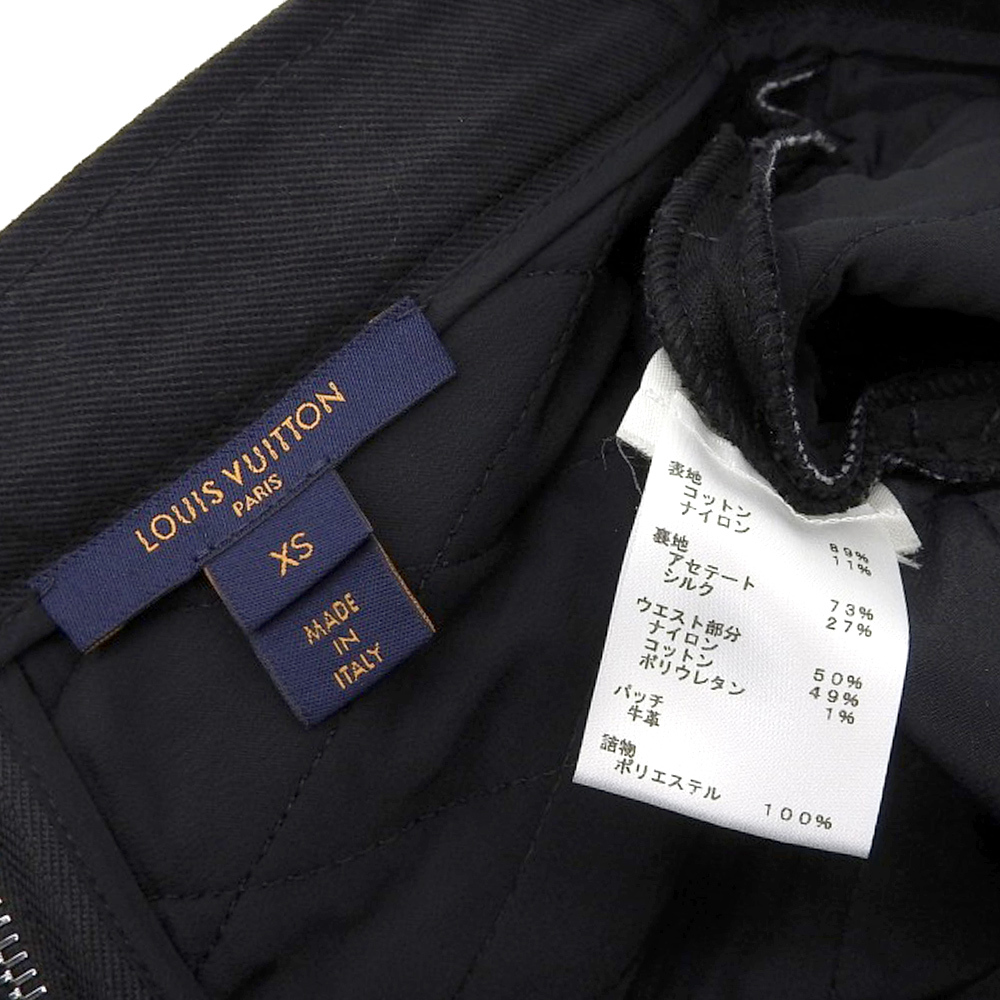 LOUIS VUITTON
PARIS
XS
MADE
IN
ITALY
表地
コットン 89%
ナイロン 11%
裏地
アセテート 73%
シルク 27%
ウエスト部分
ナイロン 50%
コットン 49%
ポリウレタン 1%
パッチ
牛革
詰物
ポリエステル 100%